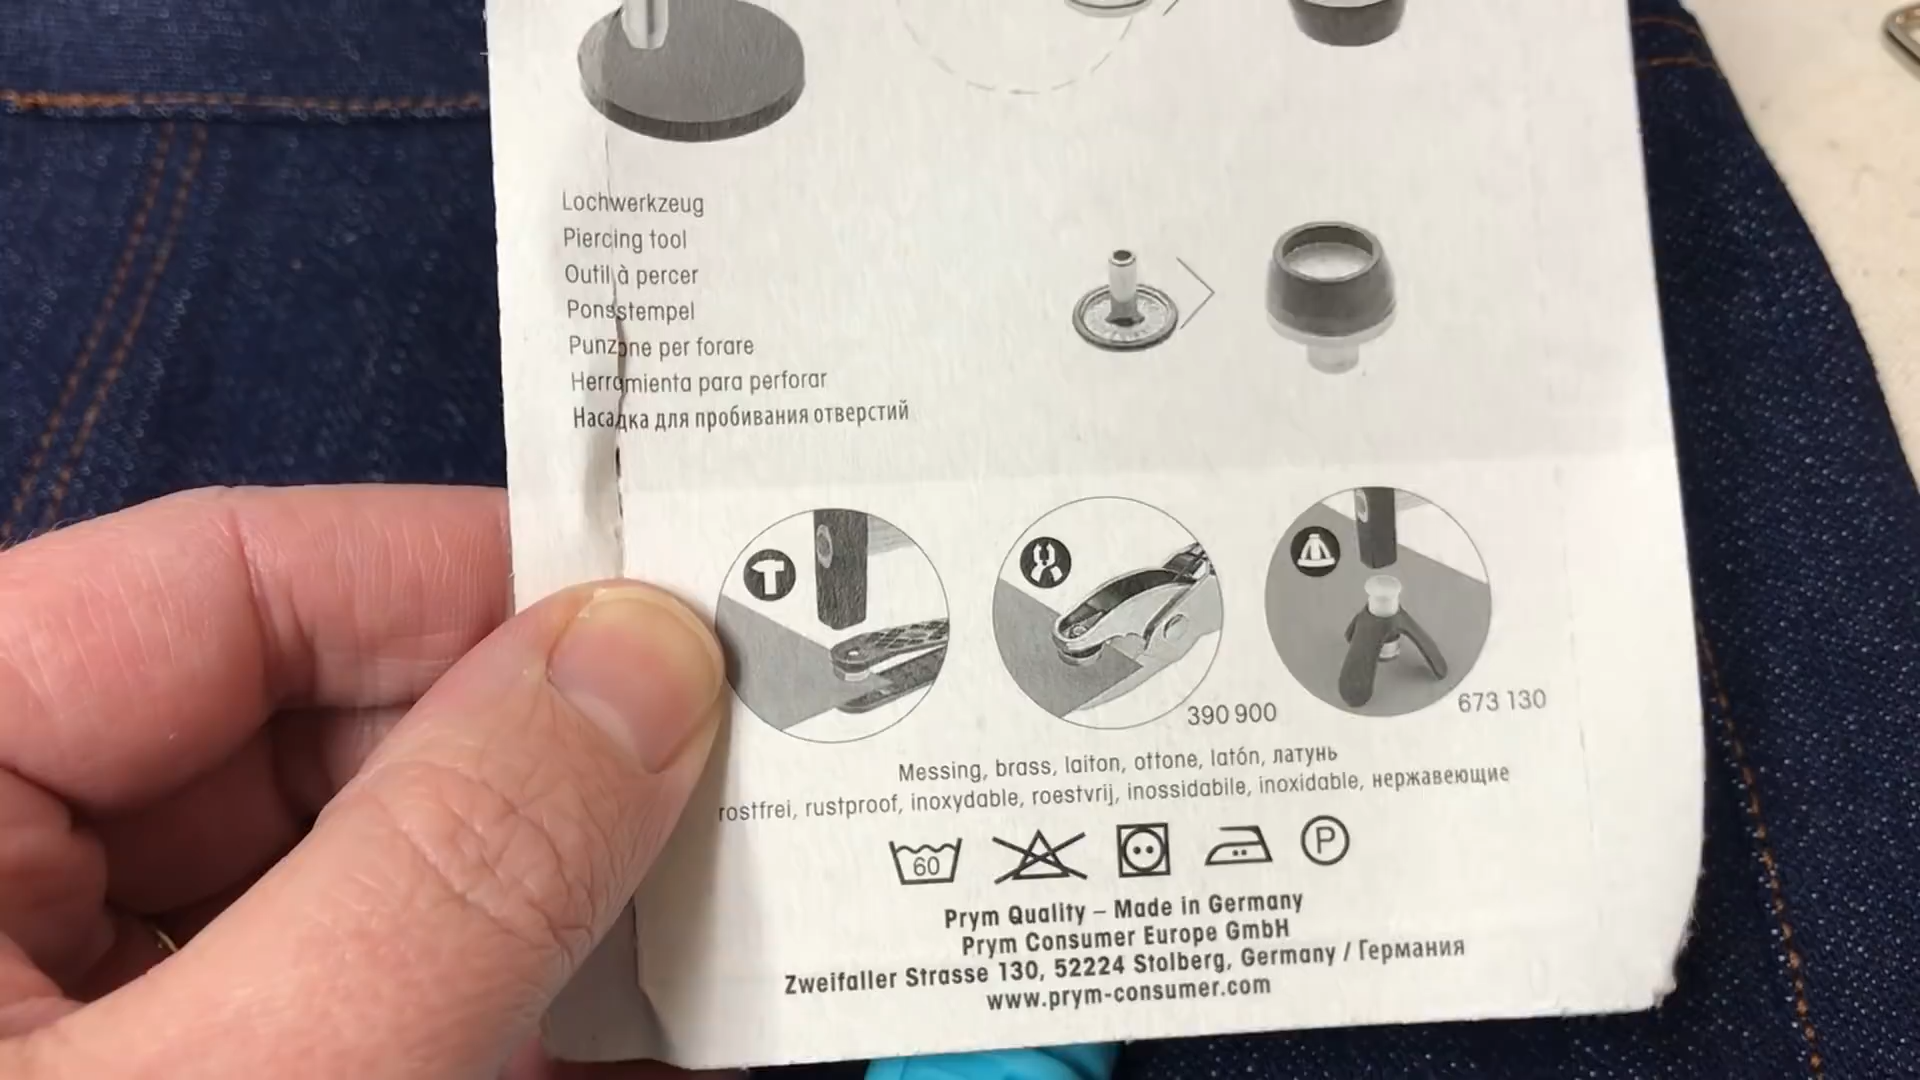 Lochwerkzeug
Piercing tool
Outil à percer
Ponsstempel
Punzone per forare
Herramienta para perforar
Насадка для пробивания отверстий
390 900
673 130
Messing, brass, laiton, ottone, latón, латунь
rostfrei, rustproof, inoxydable, roestvrij, inossidabile, inoxidable, нержавеющие
60
P
Prym Quality – Made in Germany
Prym Consumer Europe GmbH
Zweifaller Strasse 130, 52224 Stolberg, Germany / Германия
www.prym-consumer.com